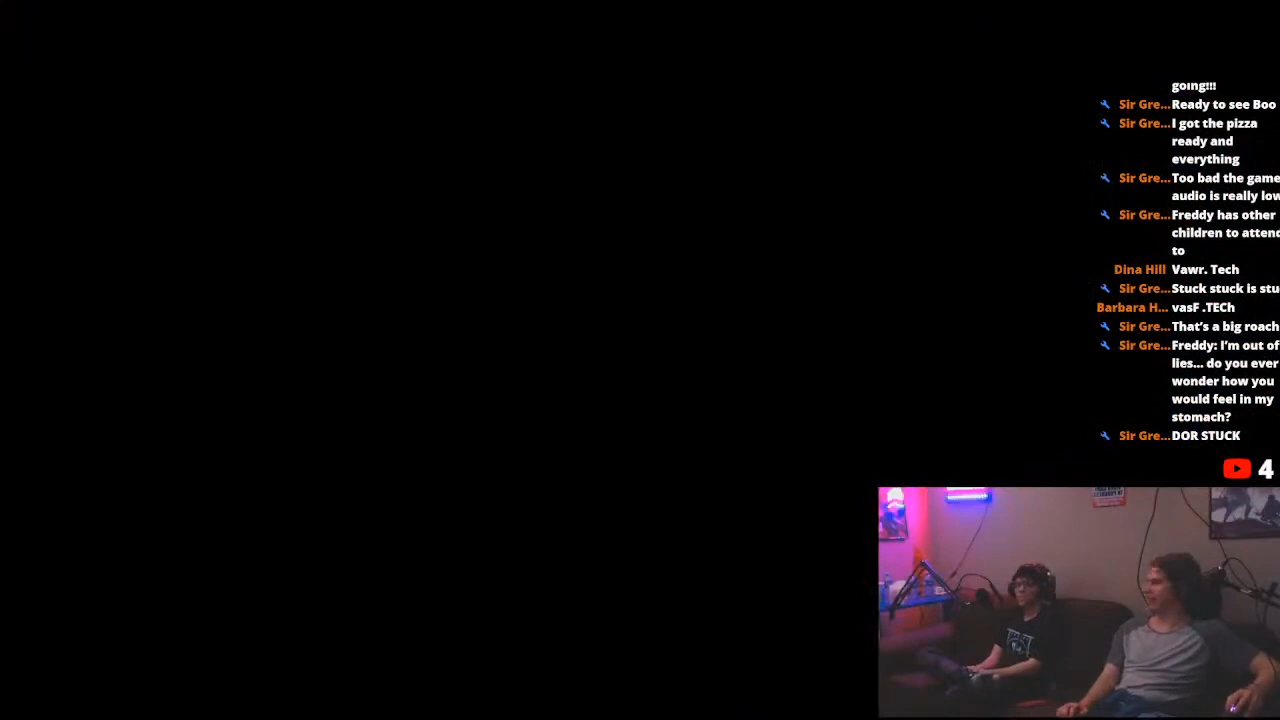 going!!!
Sir Gre... Ready to see Boo
Sir Gre... I got the pizza
ready and
everything
Sir Gre... Too bad the game
audio is really low
Sir Gre... Freddy has other
children to attend
to
Dina Hill Vawr. Tech
Sir Gre... Stuck stuck is stu
Barbara H... vasF .TECh
Sir Gre... That's a big roach
Sir Gre... Freddy: I'm out of
lies... do you ever
wonder how you
would feel in my
stomach?
Sir Gre... DOR STUCK
4